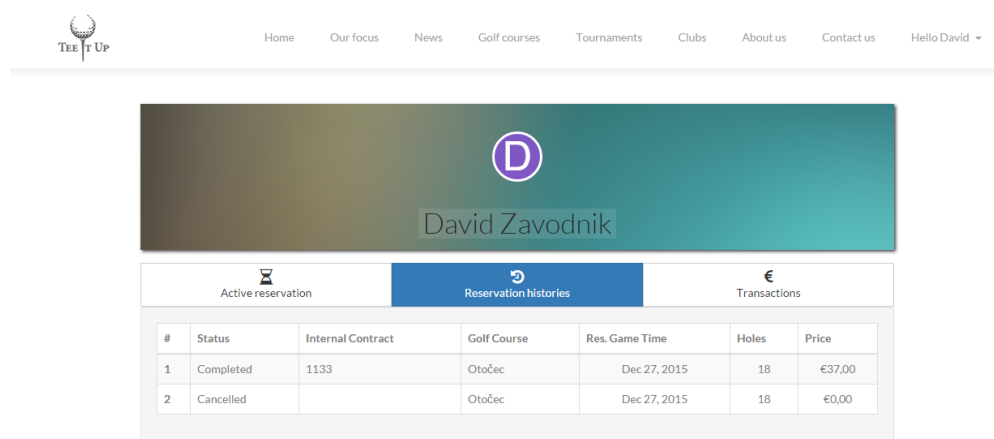 TEE IT UP
Home Our focus News Golf courses Tournaments Clubs About us Contact us Hello David
D
David Zavodnik
Active reservation Reservation histories € Transactions
# Status Internal Contract Golf Course Res. Game Time Holes Price
1 Completed 1133 Otočec Dec 27, 2015 18 €37,00
2 Cancelled Otočec Dec 27, 2015 18 €0,00